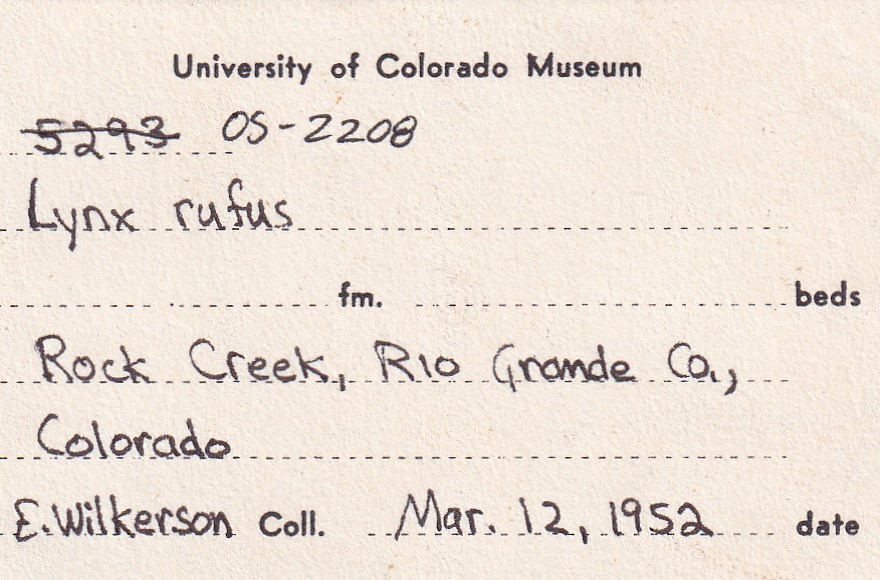 University of Colorado Museum
5293 OS-2208
Lynx rufus
fm. beds
Rock Creek, Rio Grande Co.,
Colorado
E. Wilkerson Coll. Mar. 12, 1952 date